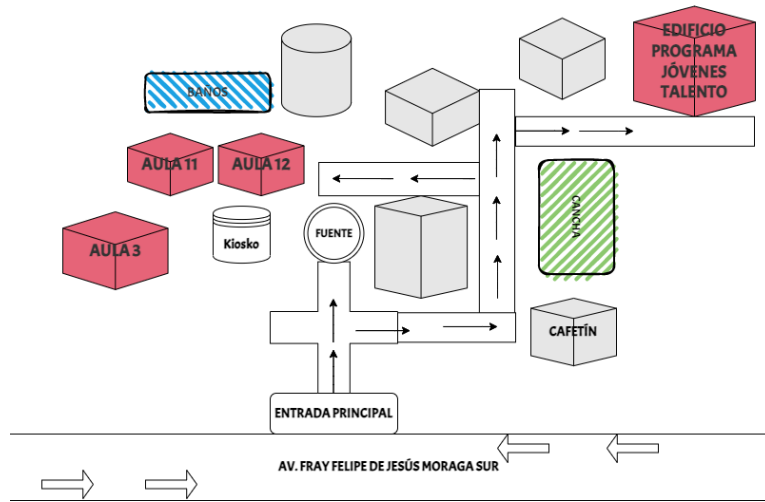 EDIFICIO
PROGRAMA
JÓVENES
TALENTO
BAÑOS
AULA 11
AULA 12
CANCHA
Kiosko
FUENTE
AULA 3
CAFETÍN
ENTRADA PRINCIPAL
AV. FRAY FELIPE DE JESÚS MORAGA SUR